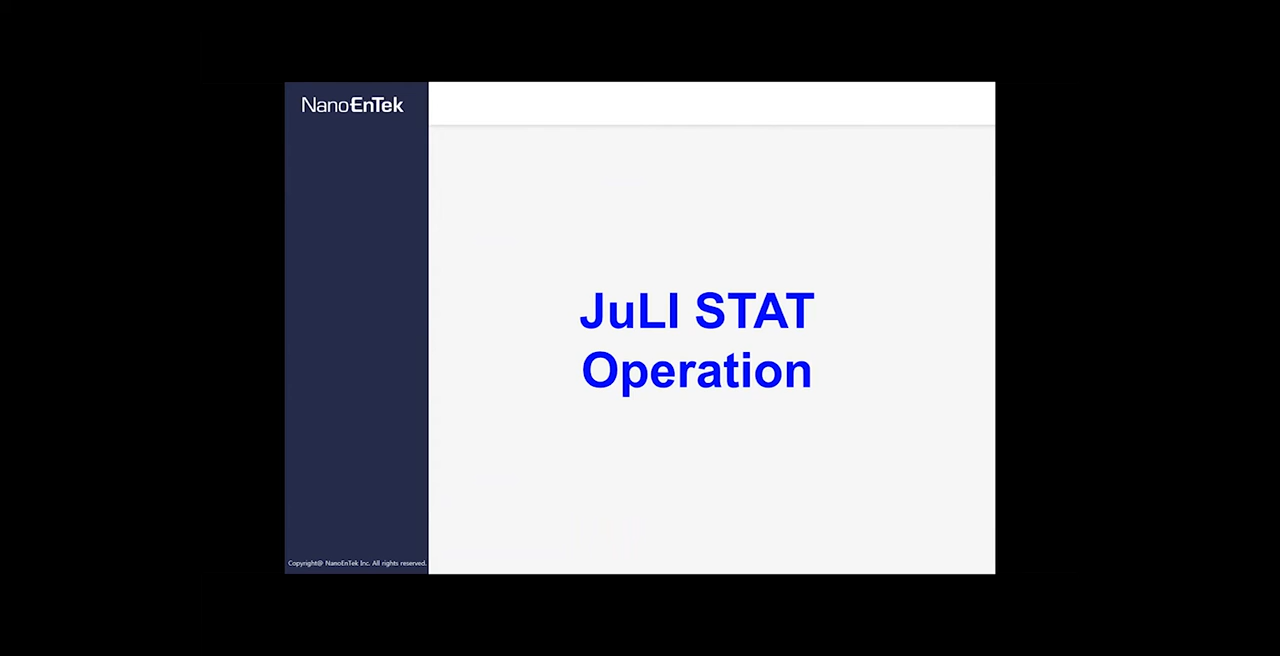 NanoEnTek
JuLI STAT
Operation
Copyright@ NanoEnTek Inc. All rights reserved.